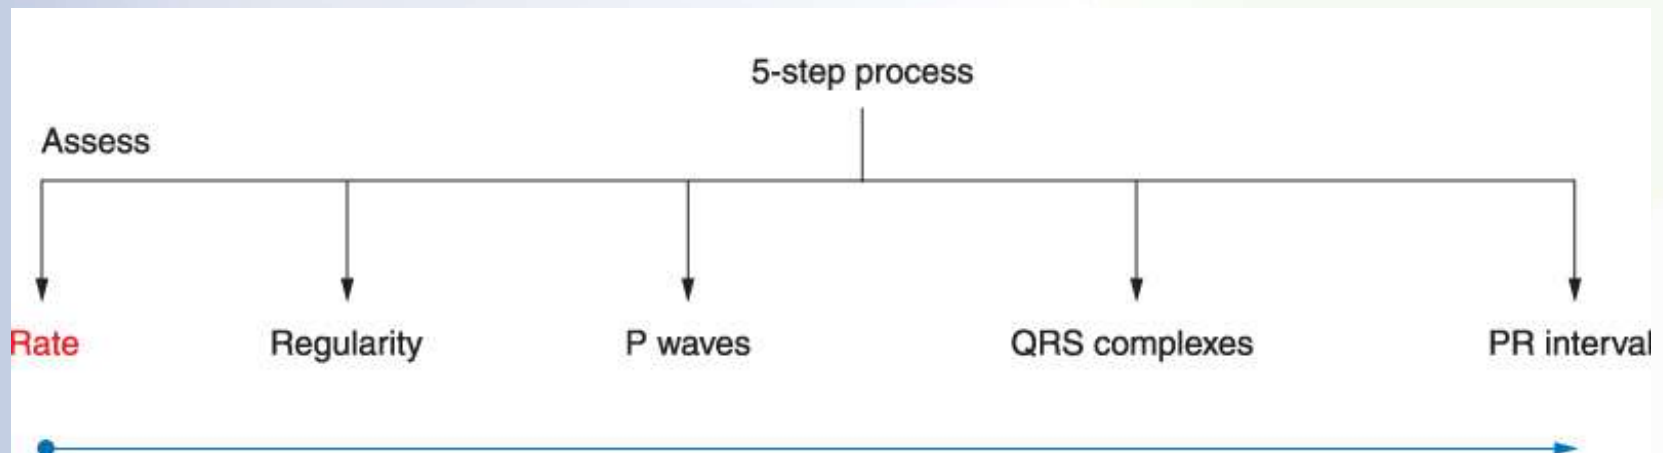 5-step process
Assess
Rate
Regularity
P waves
QRS complexes
PR interval